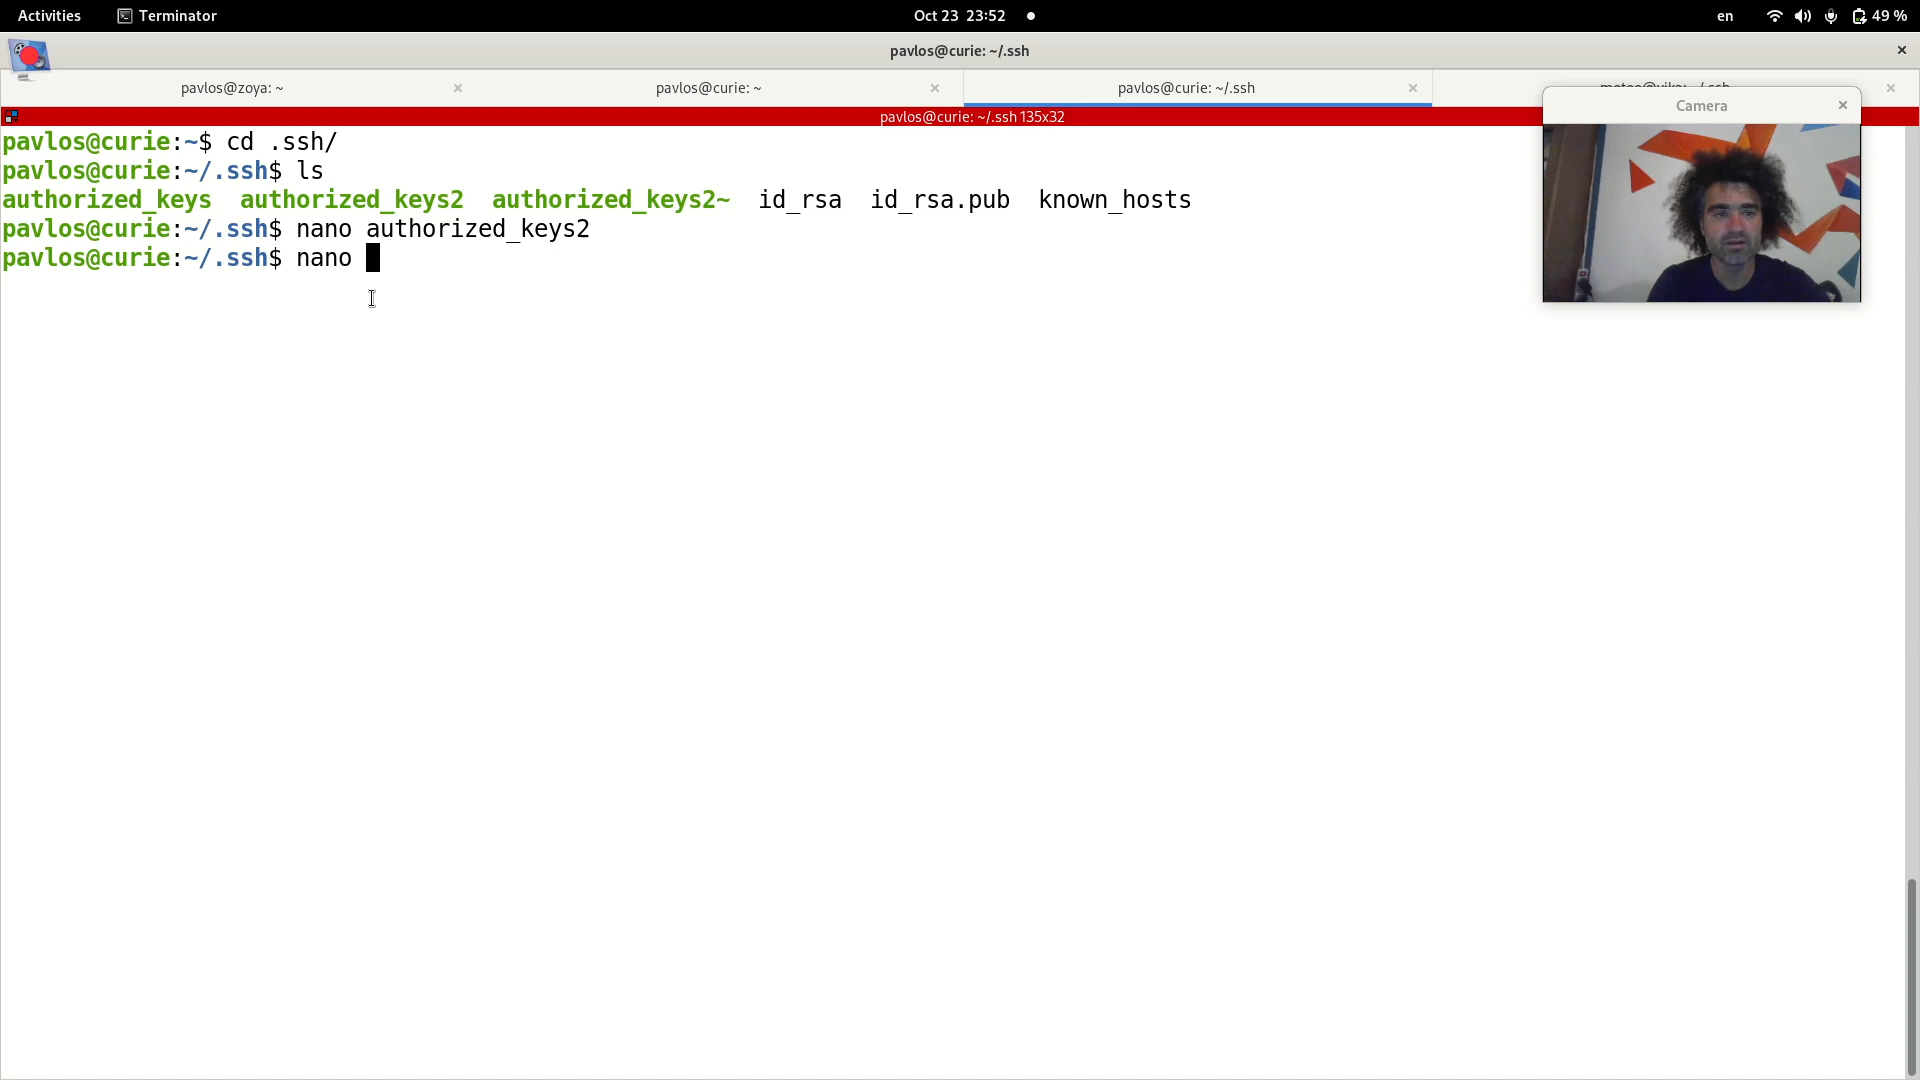 Activities Terminator Oct 23 23:52 en 49 %
pavlos@curie: ~/.ssh
pavlos@zoya: ~ pavlos@curie: ~ pavlos@curie: ~/.ssh
Camera
pavlos@curie: ~/.ssh 135x32
pavlos@curie:~$ cd .ssh/
pavlos@curie:~/.ssh$ ls
authorized_keys authorized_keys2 authorized_keys2~ id_rsa id_rsa.pub known_hosts
pavlos@curie:~/.ssh$ nano authorized_keys2
pavlos@curie:~/.ssh$ nano